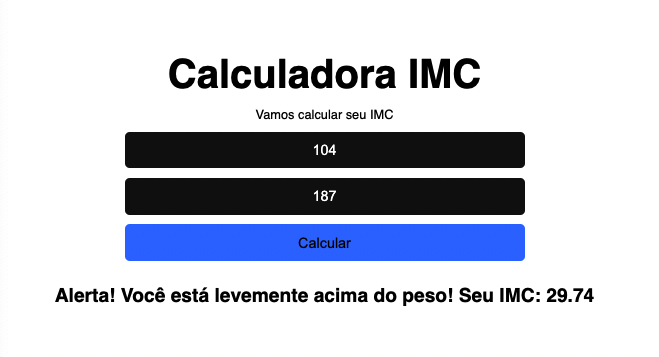 Calculadora IMC
Vamos calcular seu IMC
104
187
Calcular
Alerta! Você está levemente acima do peso! Seu IMC: 29.74